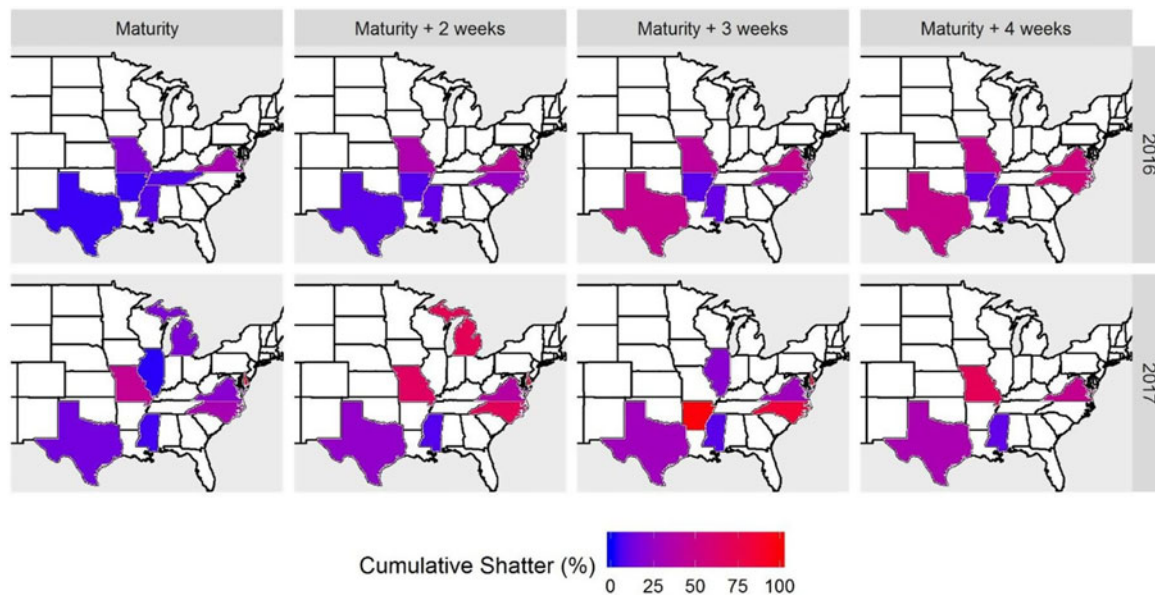 Maturity
Maturity + 2 weeks
Maturity + 3 weeks
Maturity + 4 weeks
2016
2017
Cumulative Shatter (%)
0 25 50 75 100